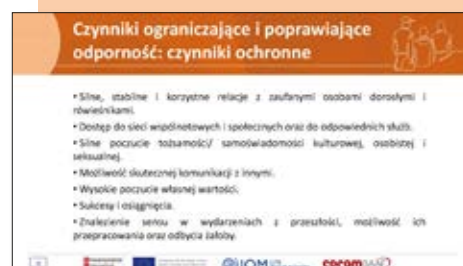 Czynniki ograniczające i poprawiające
odporność: czynniki ochronne
• Silne, stabilne i korzystne relacje z zaufanymi osobami dorosłymi i
rówieśnikami.
• Dostęp do sieci wspólnotowych i społecznych oraz do odpowiednich służb.
• Silne poczucie tożsamości/ samoświadomości kulturowej, osobistej i
seksualnej.
• Możliwość skutecznej komunikacji z innymi.
• Wysokie poczucie własnej wartości.
• Sukcesy i osiągnięcia.
• Znalezienie sensu w wydarzeniach z przeszłości, możliwość ich
przepracowania oraz odbycia żałoby.
IOM